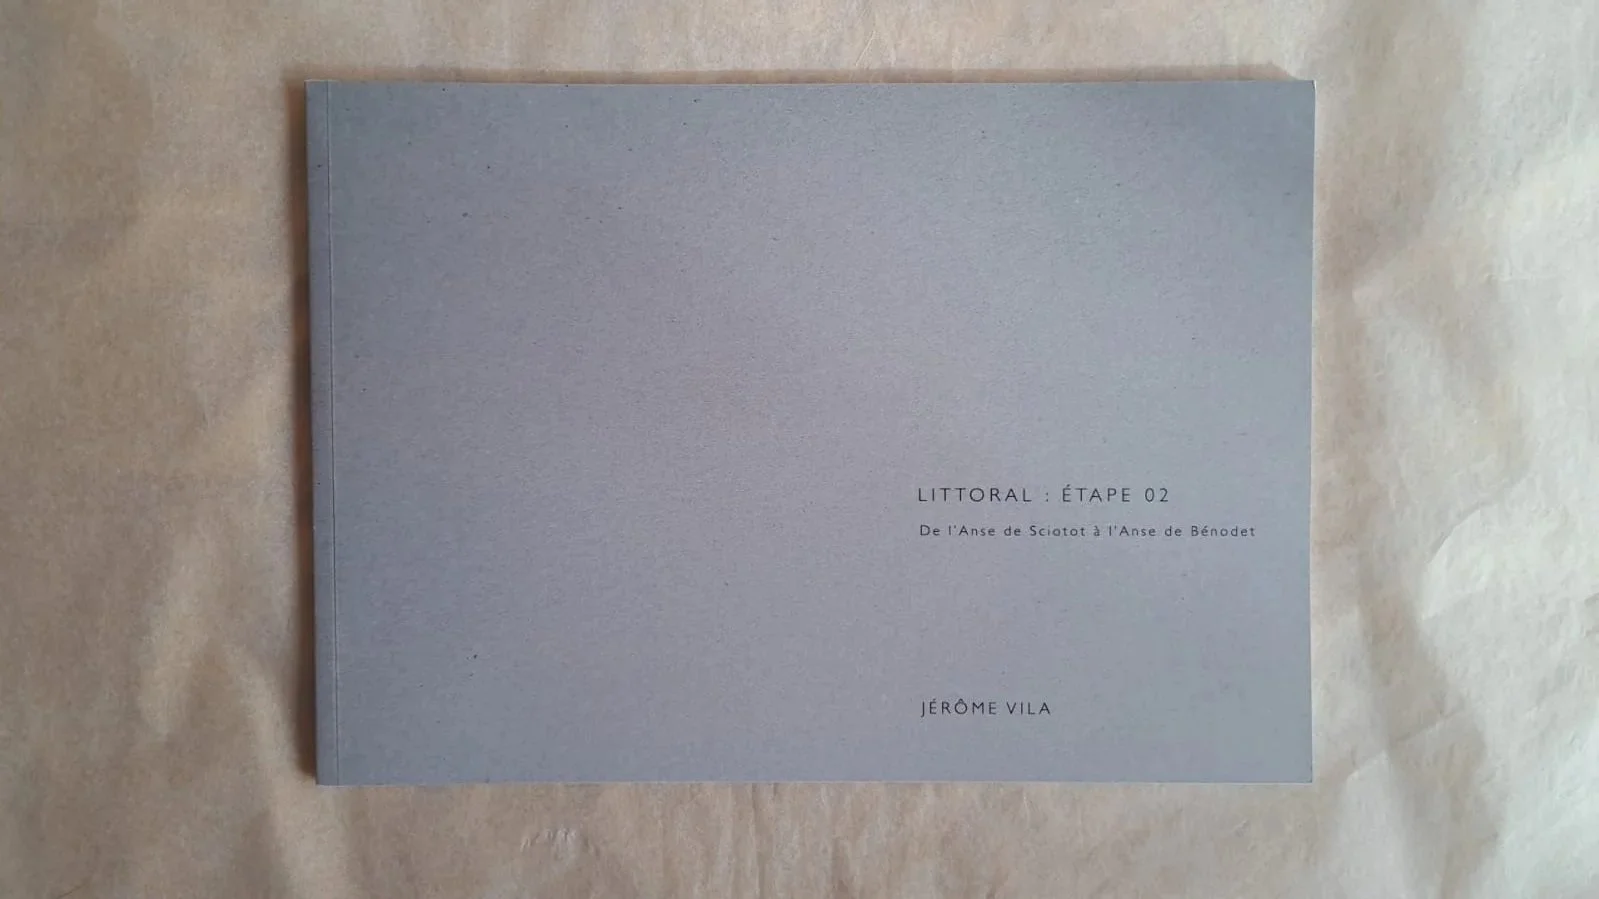 LITTORAL : ÉTAPE 02
De l'Anse de Sciotot à l'Anse de Bénodet
JÉRÔME VILA